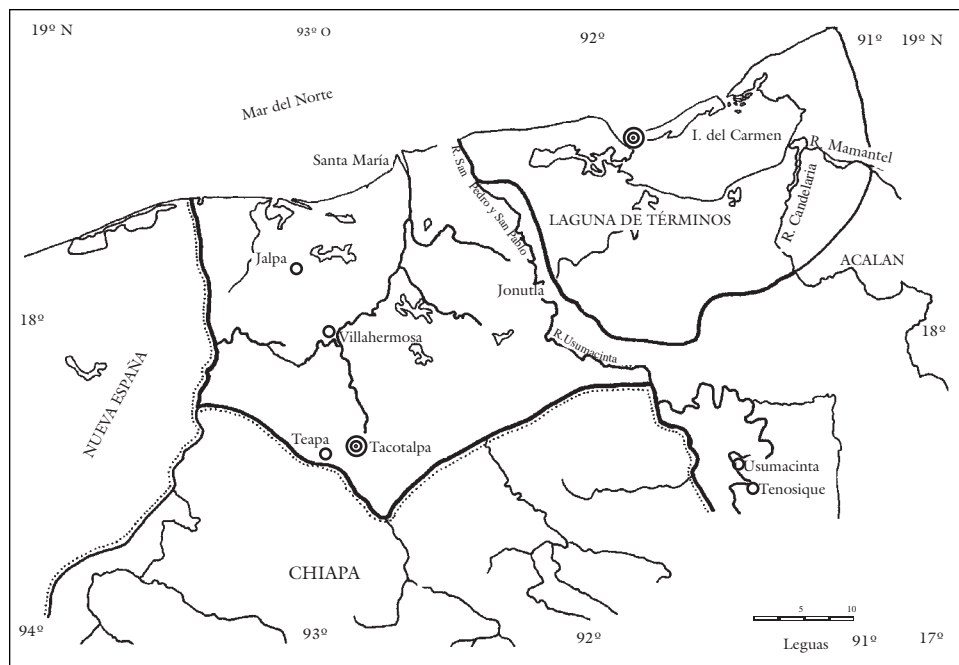 19º N
93º O
92º
91º
19º N
Mar del Norte
I. del Carmen
Santa María
R. San Pedro y San Pablo
R. Mamantel
R. Candelaria
LAGUNA DE TÉRMINOS
Jalpa
ACALAN
Jonutla
18º
18º
Villahermosa
R.Usumacinta
NUEVA ESPAÑA
Teapa
Tacotalpa
Usumacinta
Tenosique
CHIAPA
5
10
94º
93º
92º
Leguas
91º
17º